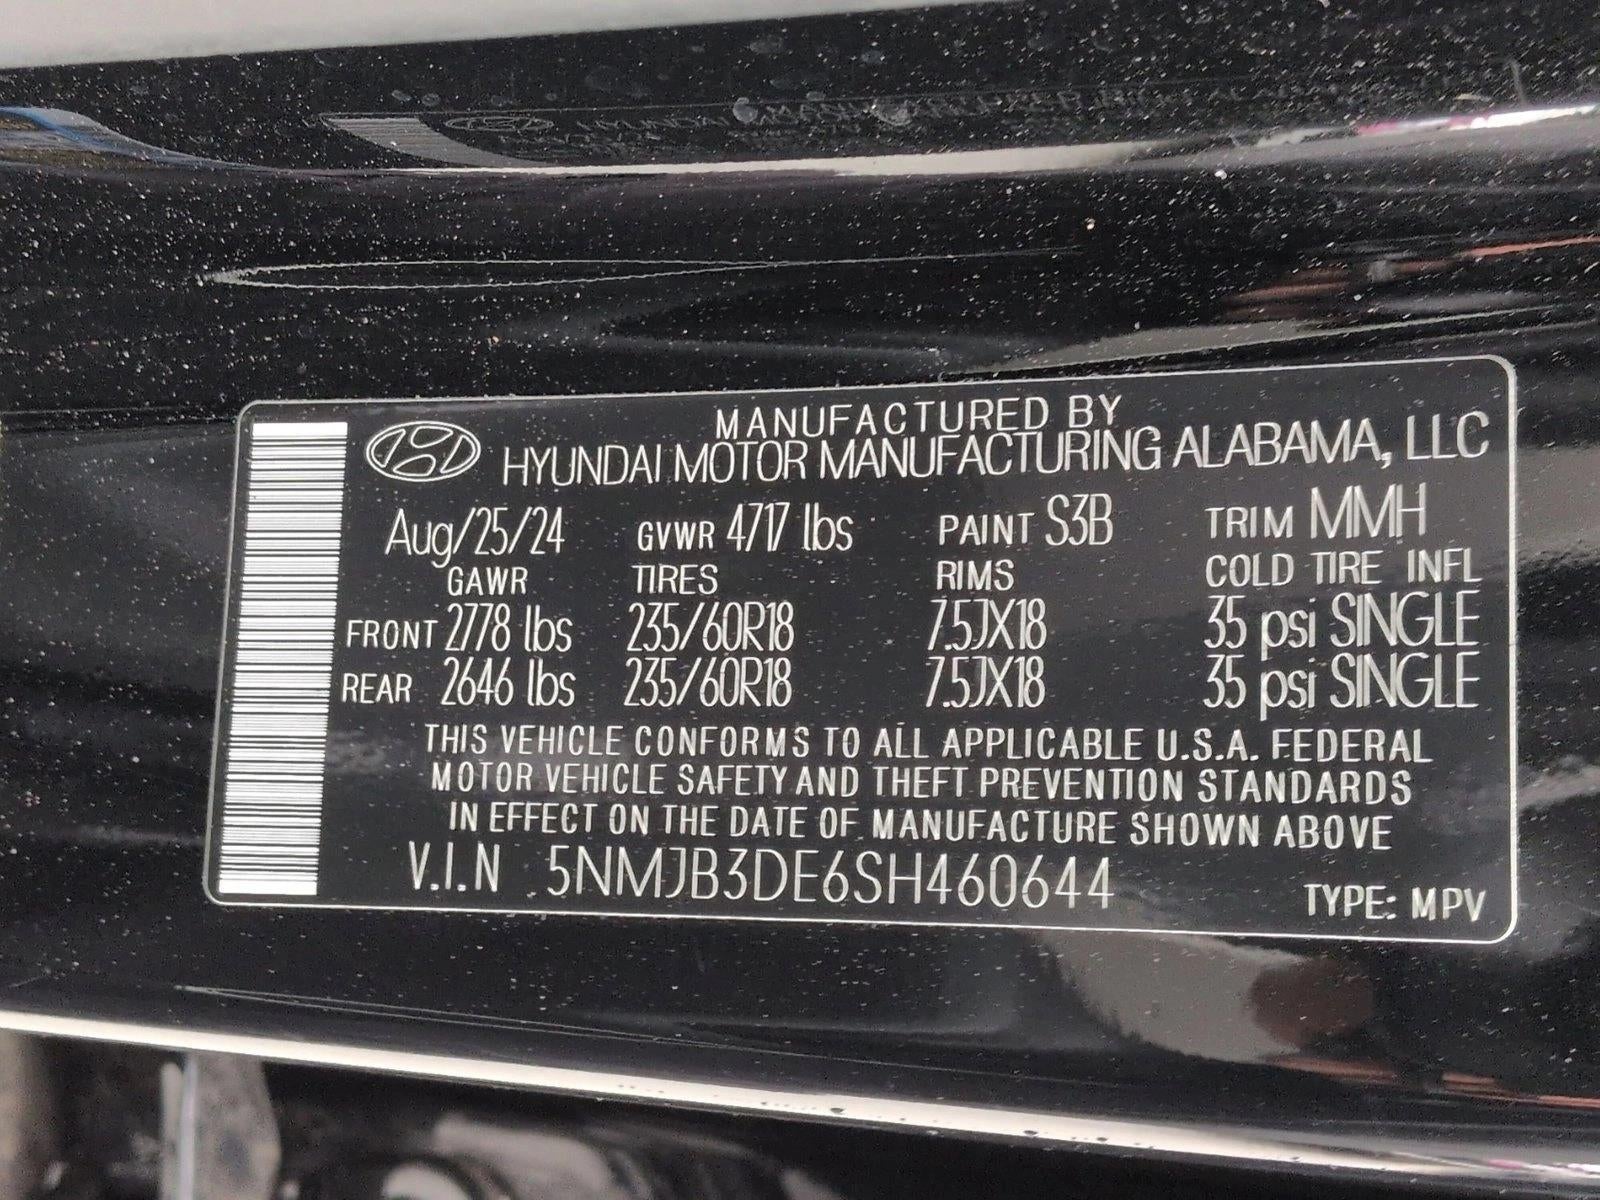 MANUFACTURED BY
HYUNDAI MOTOR MANUFACTURING ALABAMA, LLC
Aug/25/24 GVWR 4717 lbs PAINT S3B TRIM MMH
GAWR TIRES RIMS COLD TIRE INFL
FRONT 2778 lbs 235/60R18 7.5JX18 35 psi SINGLE
REAR 2646 lbs 235/60R18 7.5JX18 35 psi SINGLE
THIS VEHICLE CONFORMS TO ALL APPLICABLE U.S.A. FEDERAL
MOTOR VEHICLE SAFETY AND THEFT PREVENTION STANDARDS
IN EFFECT ON THE DATE OF MANUFACTURE SHOWN ABOVE
V.I.N 5NMJB3DE6SH460644 TYPE: MPV